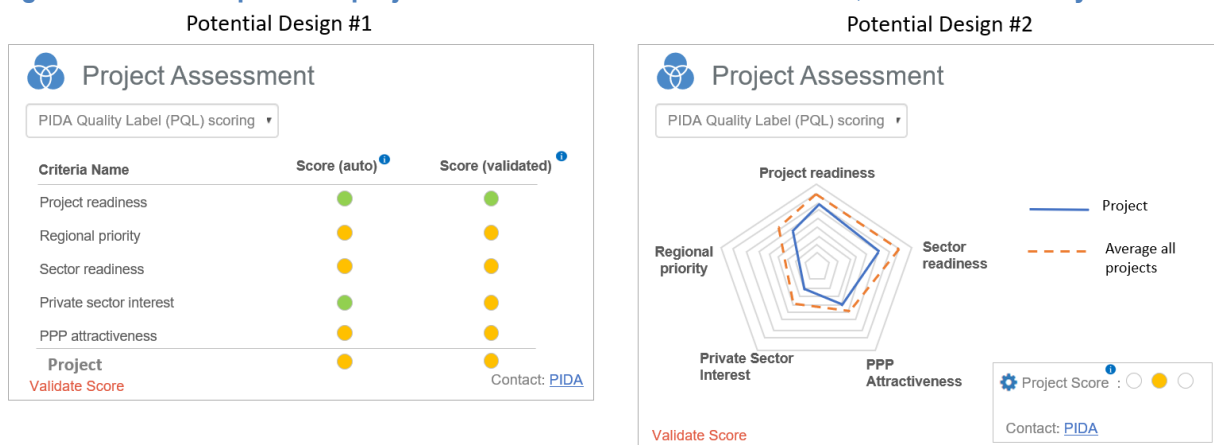 Potential Design #1
Project Assessment
PIDA Quality Label (PQL) scoring
Criteria Name Score (auto) Score (validated)
Project readiness
Regional priority
Sector readiness
Private sector interest
PPP attractiveness
Project
Validate Score
Contact: PIDA
Potential Design #2
Project Assessment
PIDA Quality Label (PQL) scoring
Project readiness
Sector
readiness
Regional
priority
Private Sector
Interest
PPP
Attractiveness
Project
Average all
projects
Project Score :
Contact: PIDA
Validate Score